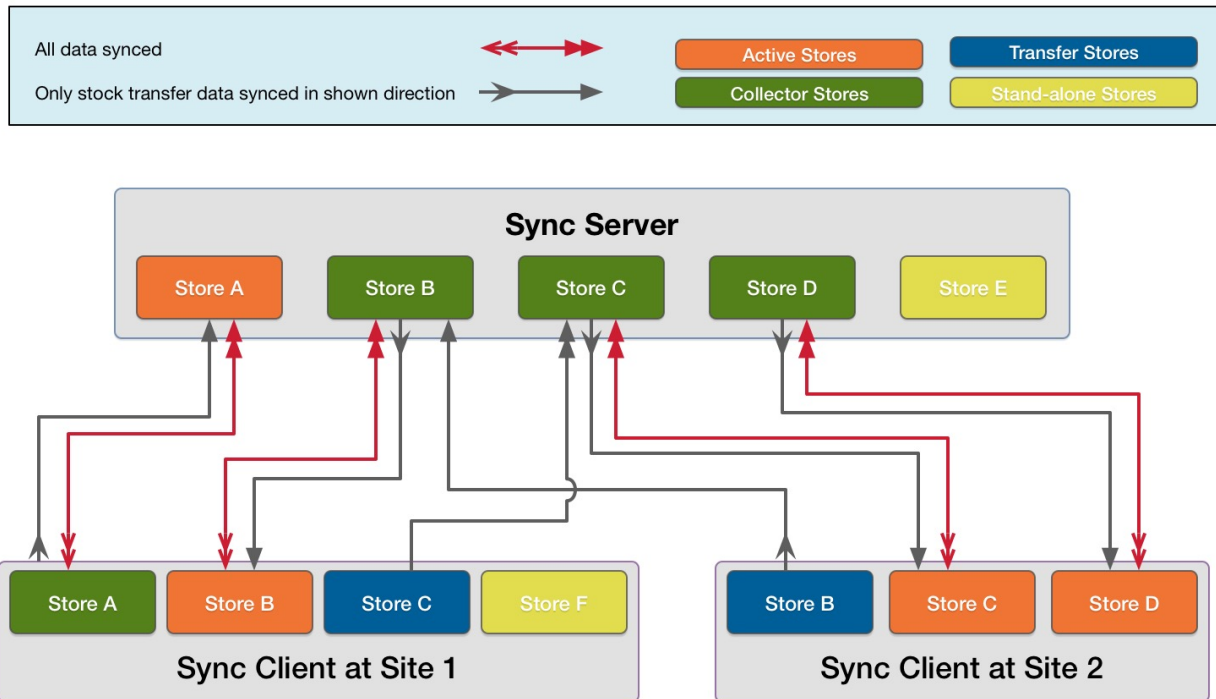 All data synced
Only stock transfer data synced in shown direction
Active Stores
Transfer Stores
Collector Stores
Stand-alone Stores
Sync Server
Store A
Store B
Store C
Store D
Store E
Store A
Store B
Store C
Store F
Sync Client at Site 1
Store B
Store C
Store D
Sync Client at Site 2